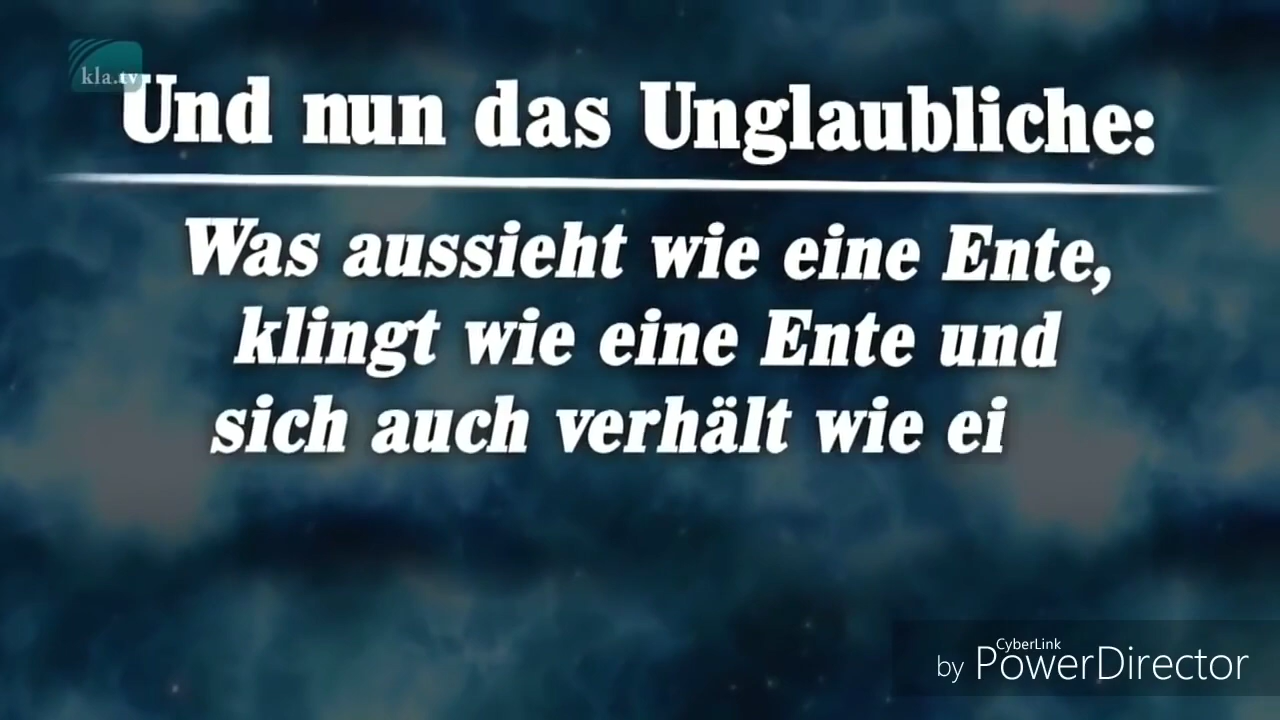 kla.tv
Und nun das Unglaubliche:
Was aussieht wie eine Ente,
klingt wie eine Ente und
sich auch verhält wie ei
CyberLink
by PowerDirector